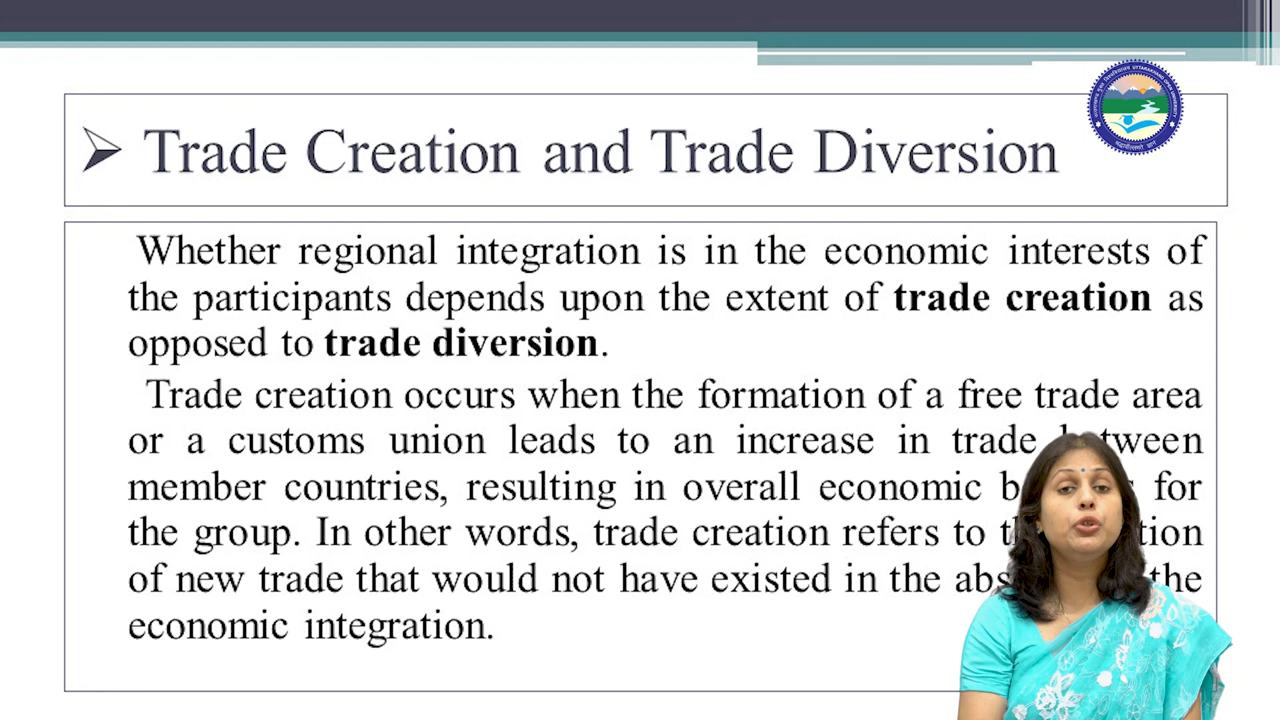 ➢ Trade Creation and Trade Diversion
Whether regional integration is in the economic interests of
the participants depends upon the extent of trade creation as
opposed to trade diversion.
Trade creation occurs when the formation of a free trade area
or a customs union leads to an increase in trade
member countries, resulting in overall economic for
the group. In other words, trade creation refers to
of new trade that would not have existed in the the
economic integration.